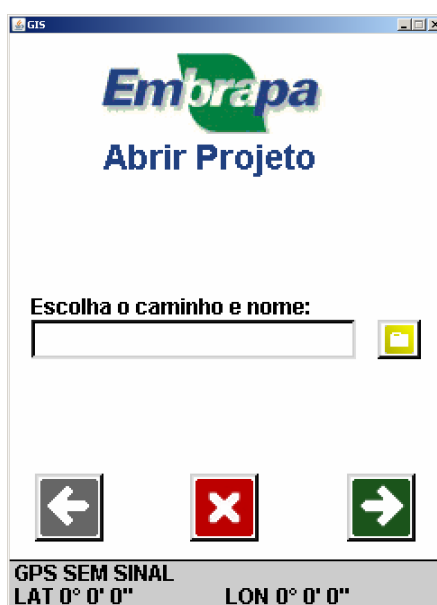 GIS
Embrapa
Abrir Projeto
Escolha o caminho e nome:
GPS SEM SINAL
LAT 0° 0' 0" LON 0° 0' 0"